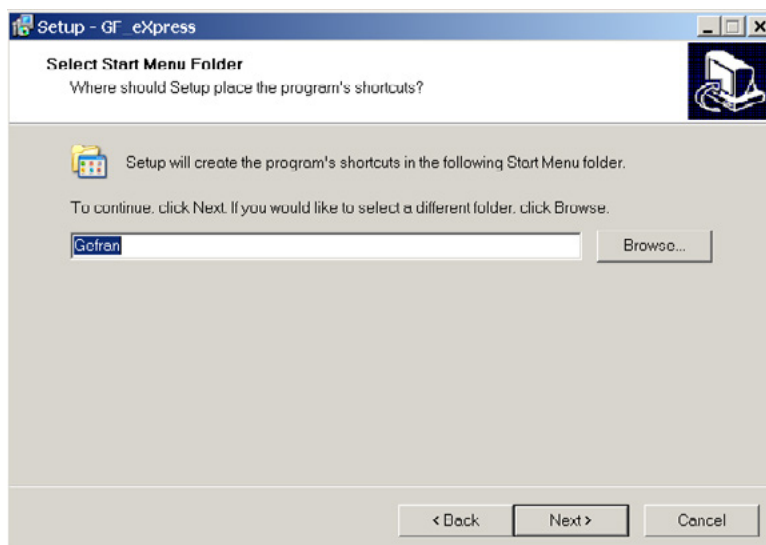 Setup - GF_eXpress
Select Start Menu Folder
Where should Setup place the program's shortcuts?
Setup will create the program's shortcuts in the following Start Menu folder.
To continue, click Next. If you would like to select a different folder, click Browse.
Gefran
Browse...
< Back
Next >
Cancel